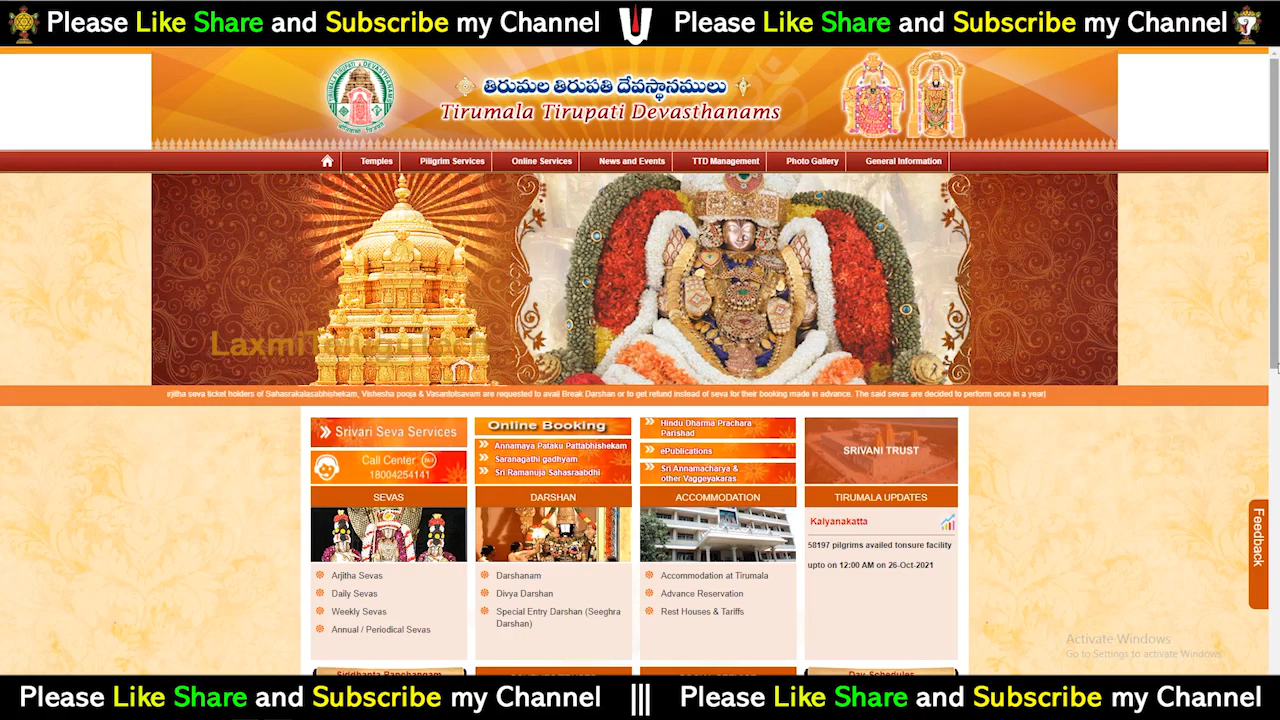 Please Like Share and Subscribe my Channel
Please Like Share and Subscribe my Channel
తిరుమల తిరుపతి దేవస్థానములు
Tirumala Tirupati Devasthanams
Temples
Piligrim Services
Online Services
News and Events
TTD Management
Photo Gallery
General Information
rjitha seva ticket holders of Sahasrakalasabhishekam, Vishesha pooja & Vasantotsavam are requested to avail Break Darshan or to get refund instead of seva for their booking made in advance. The said sevas are decided to perform once in a year)
Srivari Seva Services
Call Center
18004254141
Online Booking
Annamaya Pataku Pattabhishekam
Saranagathi gadhyam
Sri Ramanuja Sahasraabdhi
Hindu Dharma Prachara
Parishad
ePublications
Sri Annamacharya &
other Vaggeyakaras
SRIVANI TRUST
SEVAS
Arjitha Sevas
Daily Sevas
Weekly Sevas
Annual / Periodical Sevas
DARSHAN
Darshanam
Divya Darshan
Special Entry Darshan (Seeghra
Darshan)
ACCOMMODATION
Accommodation at Tirumala
Advance Reservation
Rest Houses & Tariffs
TIRUMALA UPDATES
Kalyanakatta
58197 pilgrims availed tonsure facility
upto on 12:00 AM on 26-Oct-2021
Feedback
Activate Windows
Go to Settings to activate Windows.
Siddhanta Panchangam
Day Schedules
Please Like Share and Subscribe my Channel
Please Like Share and Subscribe my Channel